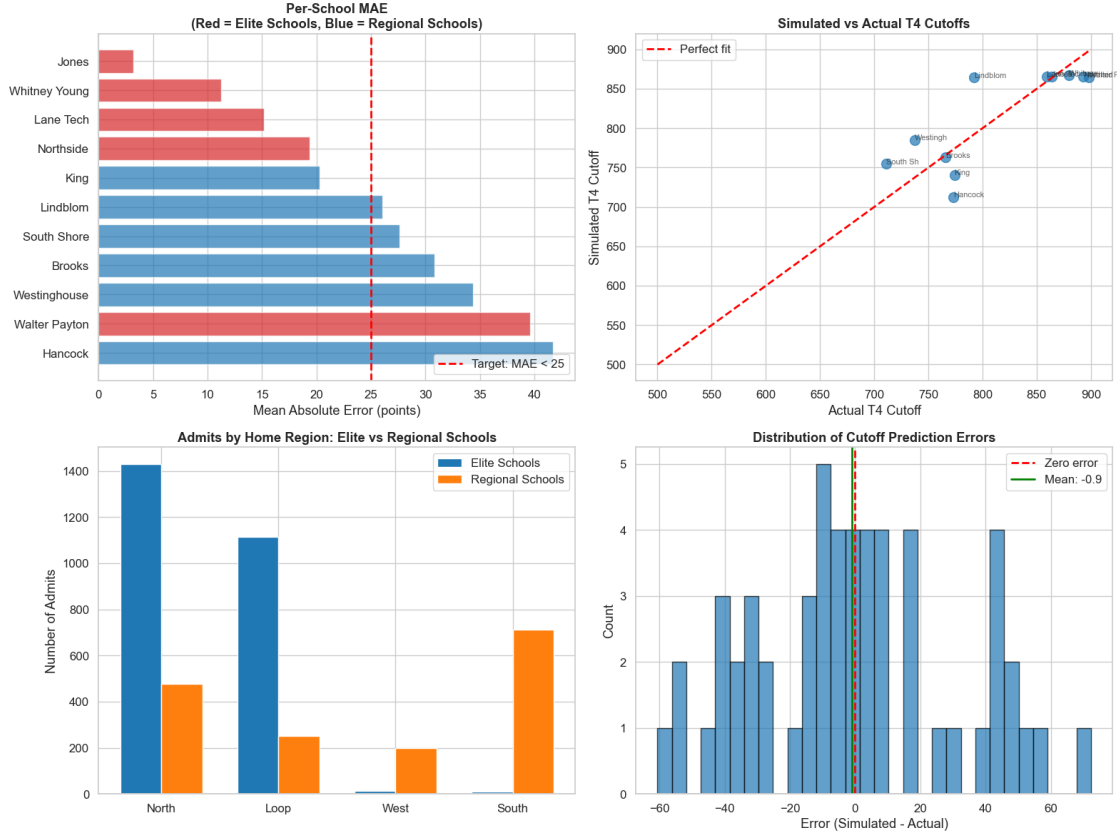 Per-School MAE
(Red = Elite Schools, Blue = Regional Schools)
Jones
Whitney Young
Lane Tech
Northside
King
Lindblom
South Shore
Brooks
Westinghouse
Walter Payton
Hancock
Target: MAE < 25
0 5 10 15 20 25 30 35 40
Mean Absolute Error (points)
Simulated vs Actual T4 Cutoffs
Perfect fit
Simulated T4 Cutoff
900
850
800
750
700
650
600
550
500
Lindblom
Westingh
Brooks
South Sh
King
Hancock
500 550 600 650 700 750 800 850 900
Actual T4 Cutoff
Admits by Home Region: Elite vs Regional Schools
Elite Schools
Regional Schools
Number of Admits
1400
1200
1000
800
600
400
200
0
North Loop West South
Distribution of Cutoff Prediction Errors
Zero error
Mean: -0.9
Count
5
4
3
2
1
0
−60 −40 −20 0 20 40 60
Error (Simulated - Actual)